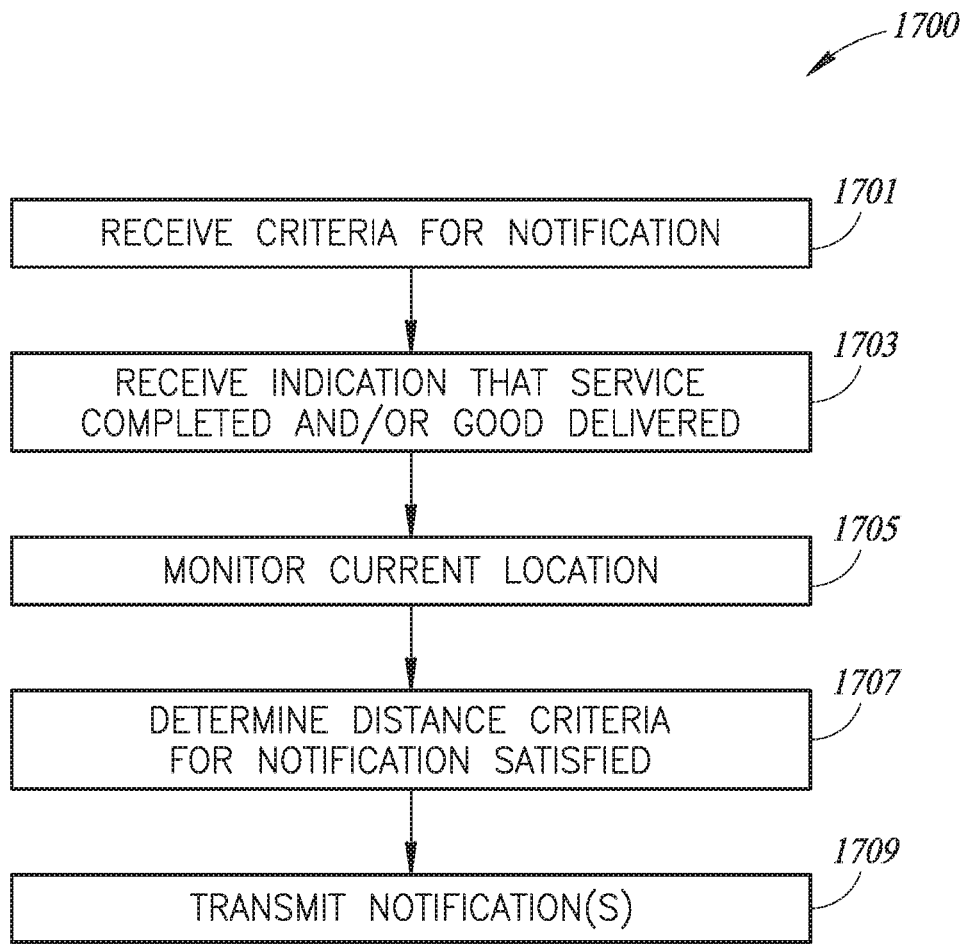 1700
1701
RECEIVE CRITERIA FOR NOTIFICATION
1703
RECEIVE INDICATION THAT SERVICE
COMPLETED AND/OR GOOD DELIVERED
1705
MONITOR CURRENT LOCATION
1707
DETERMINE DISTANCE CRITERIA
FOR NOTIFICATION SATISFIED
1709
TRANSMIT NOTIFICATION(S)